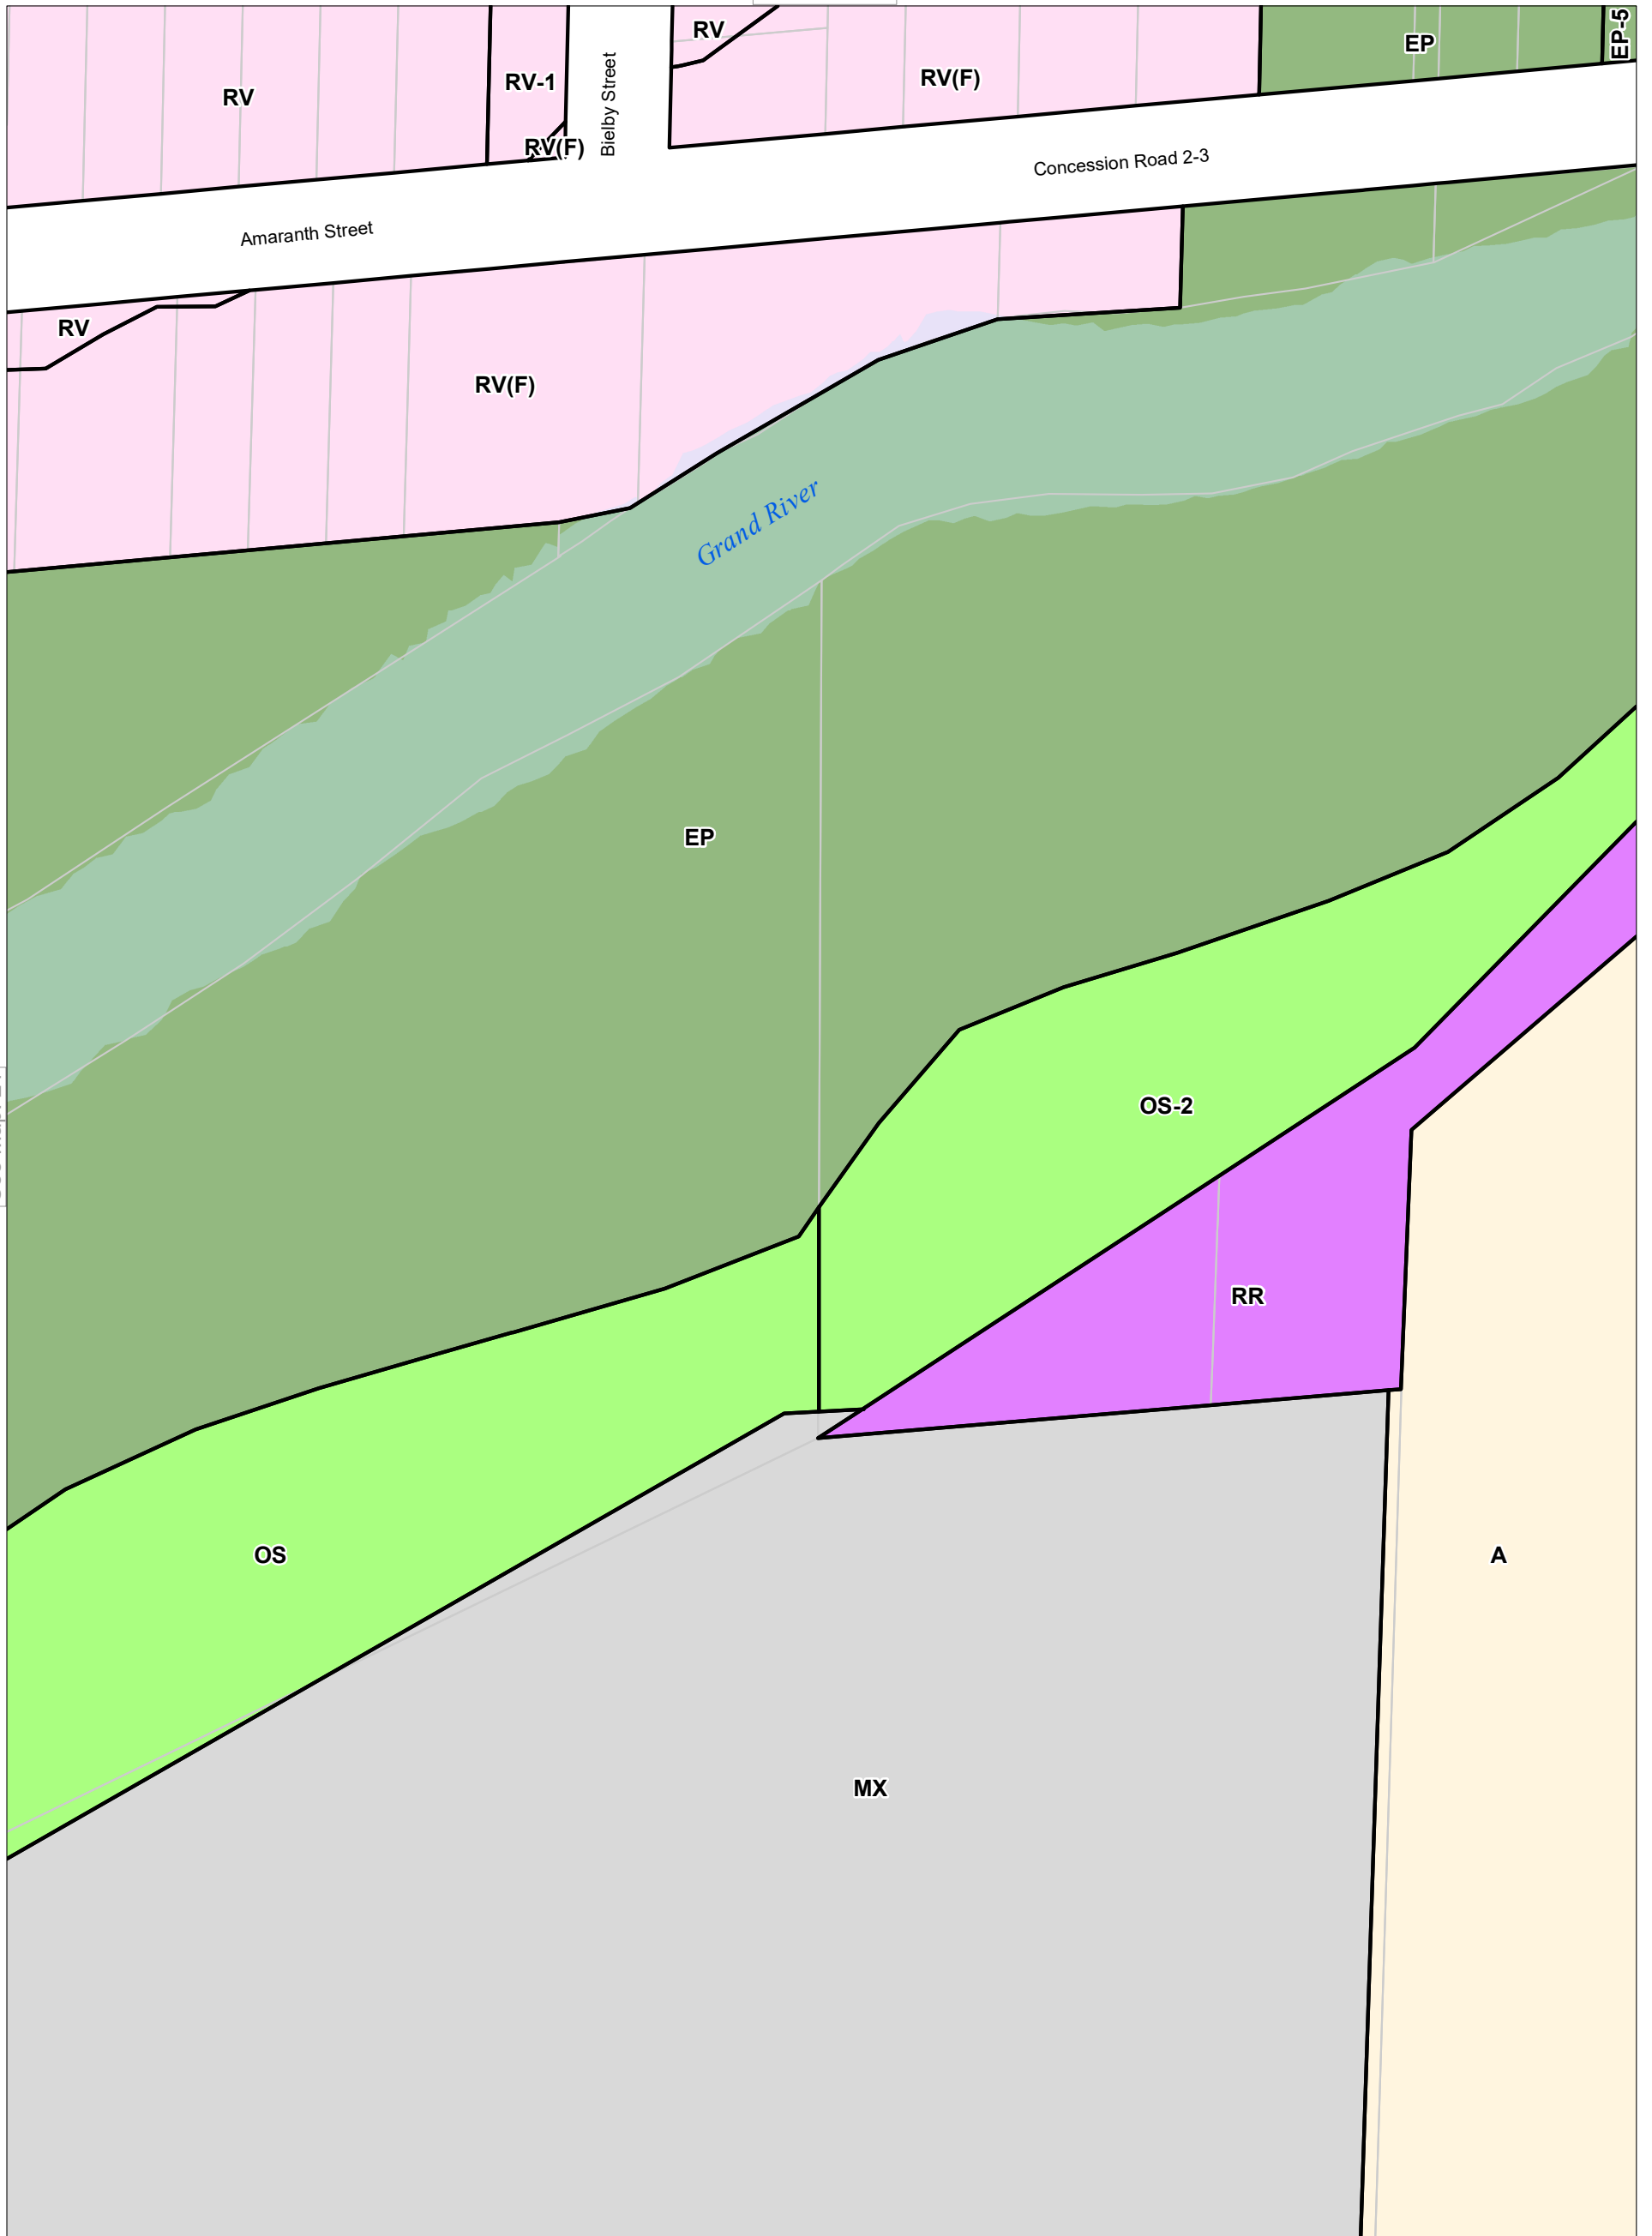 RV
EP
EP-5
RV
RV-1
RV(F)
Bielby Street
RV(F)
Concession Road 2-3
Amaranth Street
RV
RV(F)
Grand River
EP
OS-2
RR
OS
A
MX